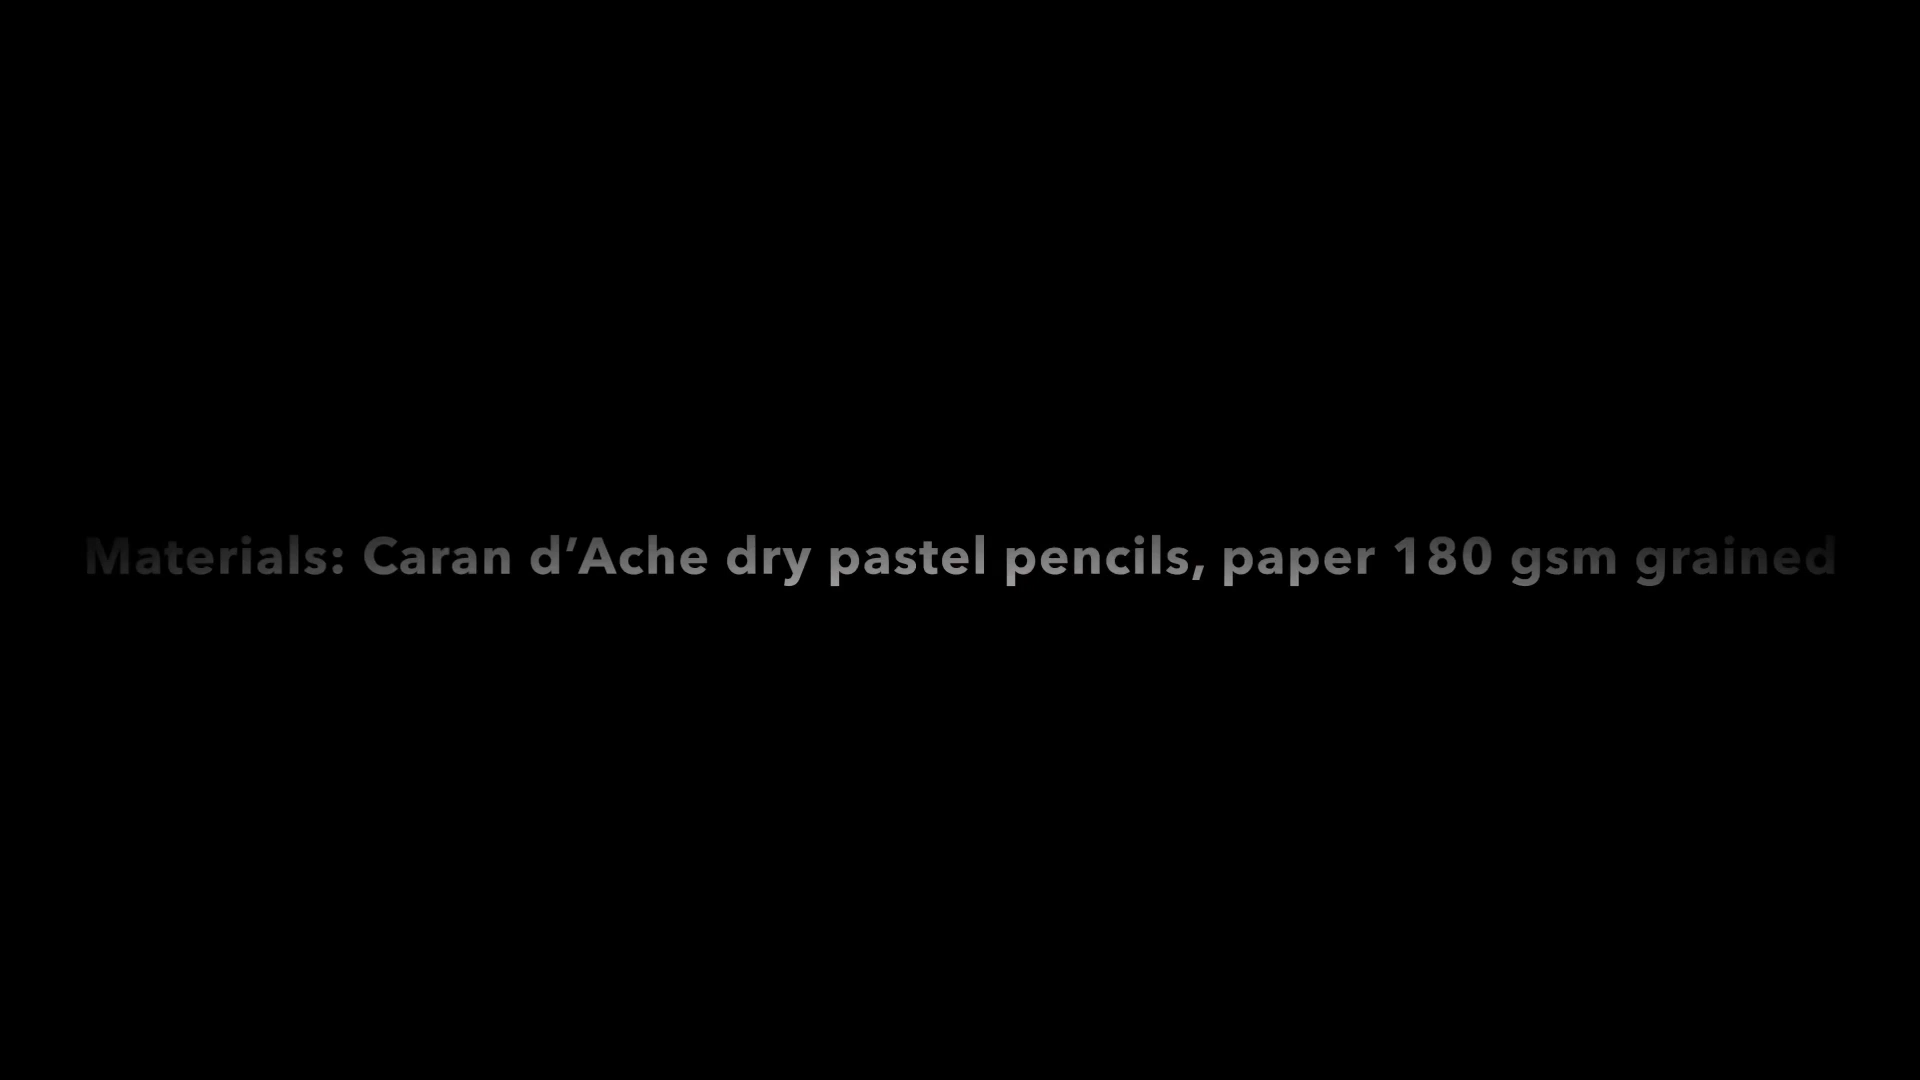 Materials: Caran d’Ache dry pastel pencils, paper 180 gsm grained